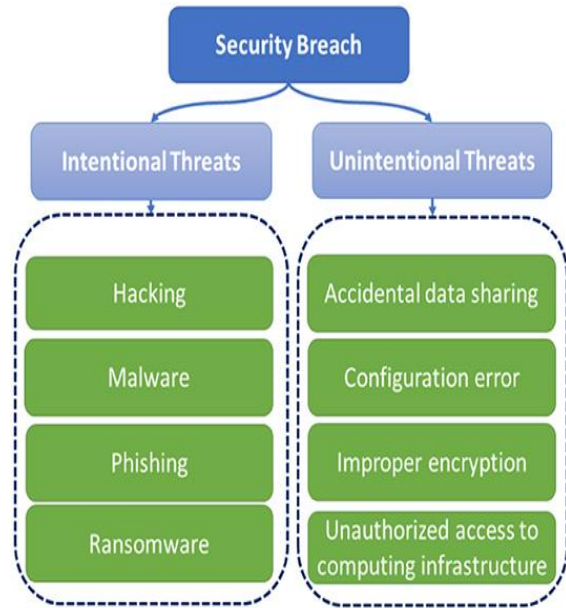 Security Breach
Intentional Threats
Unintentional Threats
Hacking
Malware
Phishing
Ransomware
Accidental data sharing
Configuration error
Improper encryption
Unauthorized access to
computing infrastructure